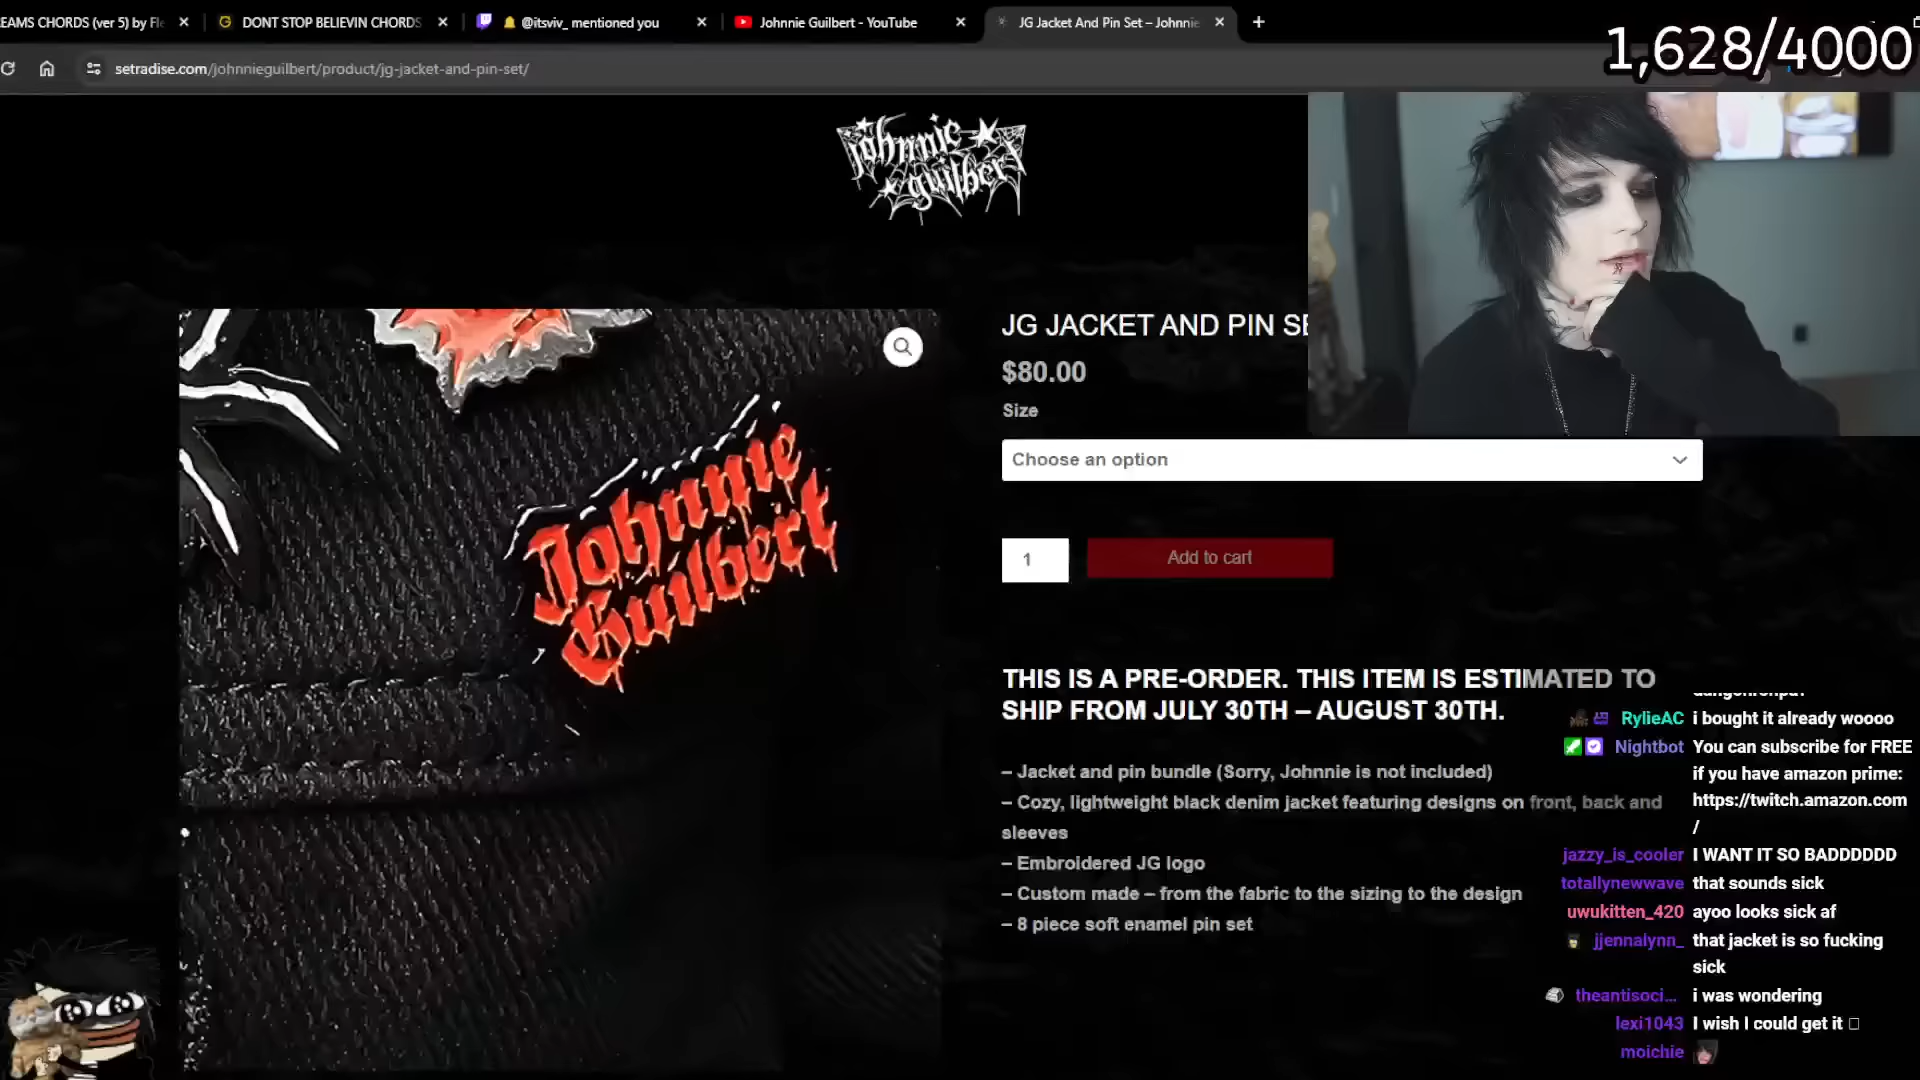 EAMS CHORDS (ver 5) by Fle
DONT STOP BELIEVIN CHORDS
@itsviv_ mentioned you
Johnnie Guilbert - YouTube
JG Jacket And Pin Set – Johnnie
1,628/4000
setradise.com/johnnieguilbert/product/jg-jacket-and-pin-set/
johnnie
guilbert
JG JACKET AND PIN SE
$80.00
Size
Choose an option
Johnnie
Guilbert
1
Add to cart
THIS IS A PRE-ORDER. THIS ITEM IS ESTIMATED TO
SHIP FROM JULY 30TH – AUGUST 30TH.
– Jacket and pin bundle (Sorry, Johnnie is not included)
– Cozy, lightweight black denim jacket featuring designs on front, back and
sleeves
– Embroidered JG logo
– Custom made – from the fabric to the sizing to the design
– 8 piece soft enamel pin set
RylieAC i bought it already woooo
Nightbot You can subscribe for FREE
if you have amazon prime:
https://twitch.amazon.com
/
jazzy_is_cooler I WANT IT SO BADDDDDD
totallynewwave that sounds sick
uwukitten_420 ayoo looks sick af
jjennalynn_ that jacket is so fucking
sick
theantisoci... i was wondering
lexi1043 I wish I could get it
moichie